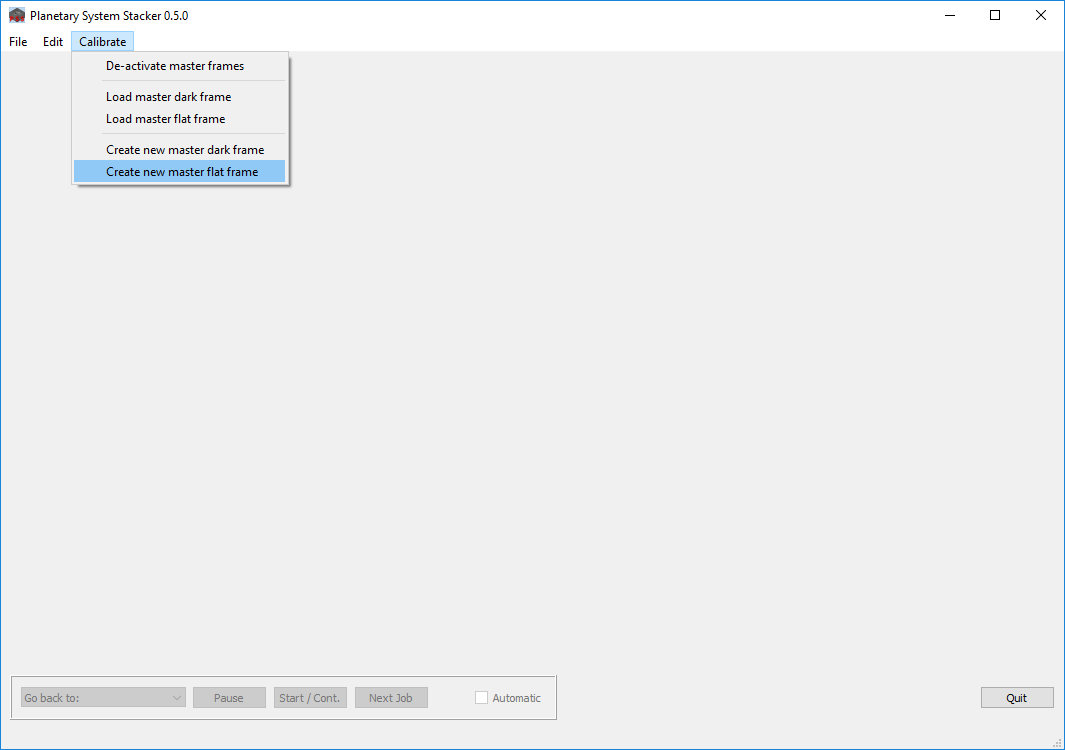 Planetary System Stacker 0.5.0
File Edit Calibrate
De-activate master frames
Load master dark frame
Load master flat frame
Create new master dark frame
Create new master flat frame
Go back to: Pause Start / Cont. Next Job Automatic Quit